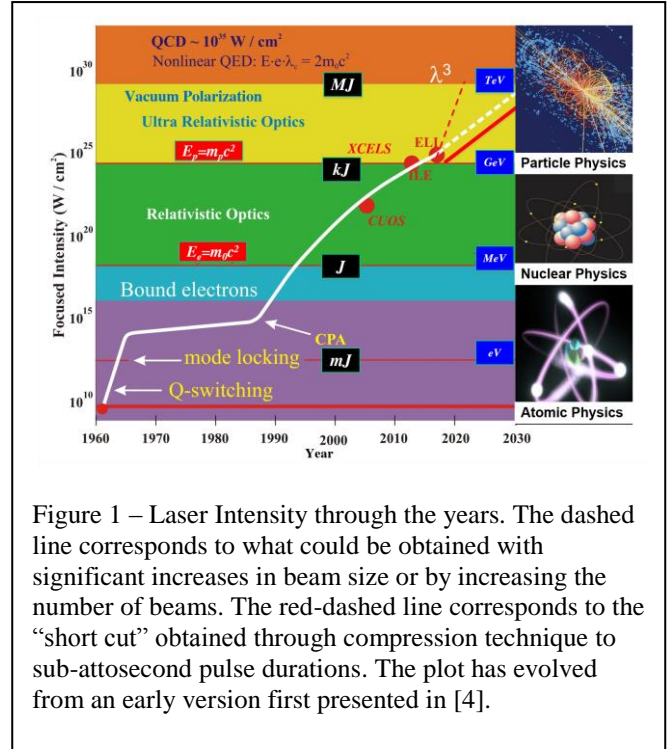 QCD ~ 10³⁵ W / cm²
Nonlinear QED: E·e·λc = 2m₀c²
MJ
TeV
λ³
Vacuum Polarization
Ultra Relativistic Optics
Eₚ=mₚc²
XCELS
ELI
ILE
kJ
GeV
Particle Physics
CUOS
Relativistic Optics
Eₑ=m₀c²
J
MeV
Nuclear Physics
Bound electrons
CPA
mode locking
mJ
eV
Q-switching
Atomic Physics
Focused Intensity (W / cm²)
10³⁰
10²⁵
10²⁰
10¹⁵
10¹⁰
1960 1970 1980 1990 2000 2010 2020 2030
Year
Figure 1 – Laser Intensity through the years. The dashed
line corresponds to what could be obtained with
significant increases in beam size or by increasing the
number of beams. The red-dashed line corresponds to the
“short cut” obtained through compression technique to
sub-attosecond pulse durations. The plot has evolved
from an early version first presented in [4].